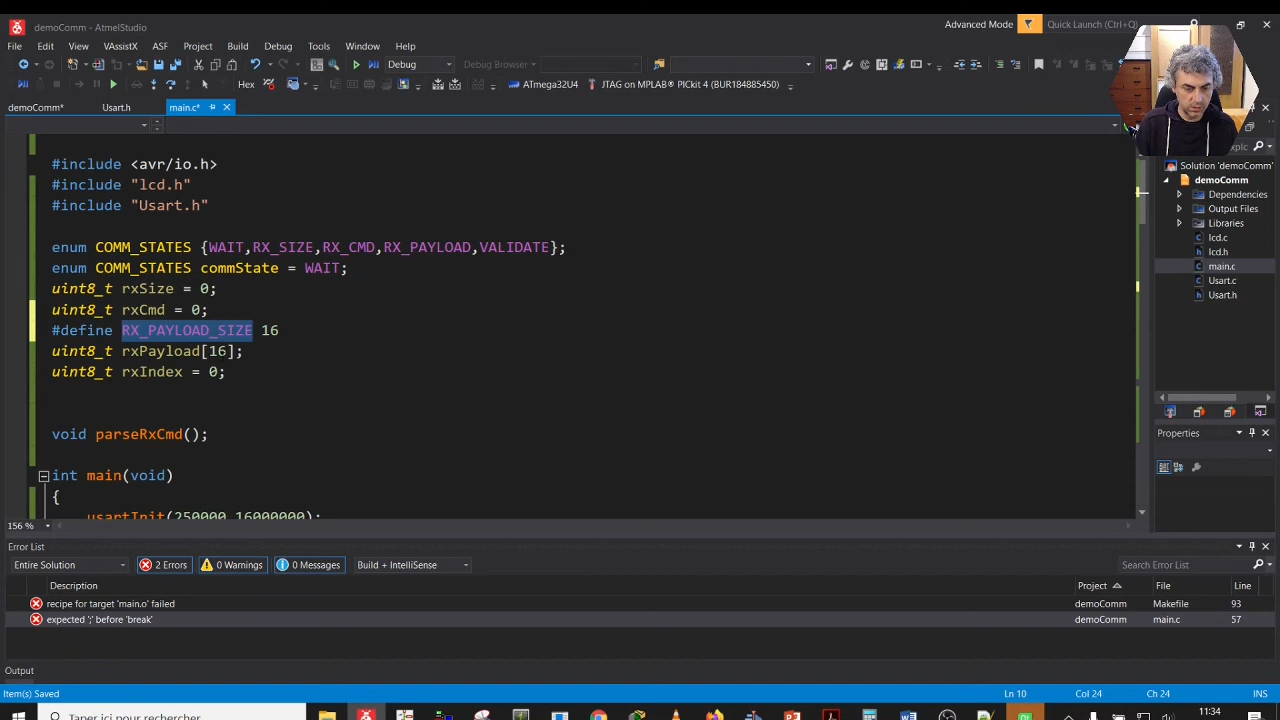 demoComm - AtmelStudio
Advanced Mode
Quick Launch (Ctrl+Q)
File Edit View VAssistX ASF Project Build Debug Tools Window Help
Debug
Debug Browser
Hex
ATmega32U4
JTAG on MPLAB® PICkit 4 (BUR184885450)
demoComm* Usart.h main.c*
#include <avr/io.h>
#include "lcd.h"
#include "Usart.h"
enum COMM_STATES {WAIT,RX_SIZE,RX_CMD,RX_PAYLOAD,VALIDATE};
enum COMM_STATES commState = WAIT;
uint8_t rxSize = 0;
uint8_t rxCmd = 0;
#define RX_PAYLOAD_SIZE 16
uint8_t rxPayload[16];
uint8_t rxIndex = 0;
void parseRxCmd();
int main(void)
{
usartInit(250000,16000000);
156 %
Solution 'demoComm'
demoComm
Dependencies
Output Files
Libraries
lcd.c
lcd.h
main.c
Usart.c
Usart.h
Properties
Error List
Entire Solution
2 Errors
0 Warnings
0 Messages
Build + IntelliSense
Search Error List
Description Project File Line
recipe for target 'main.o' failed demoComm Makefile 93
expected ';' before 'break' demoComm main.c 57
Output
Item(s) Saved
Ln 10 Col 24 Ch 24 INS
Taper ici pour rechercher
11:34